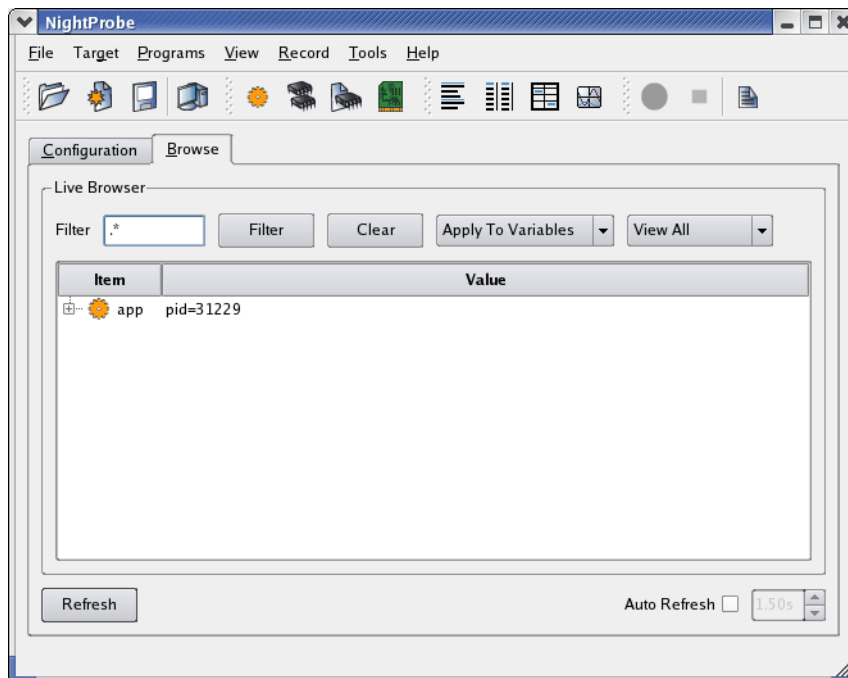 NightProbe
File Target Programs View Record Tools Help
Configuration Browse
Live Browser
Filter .* Filter Clear Apply To Variables View All
Item Value
app pid=31229
Refresh Auto Refresh 1.50s